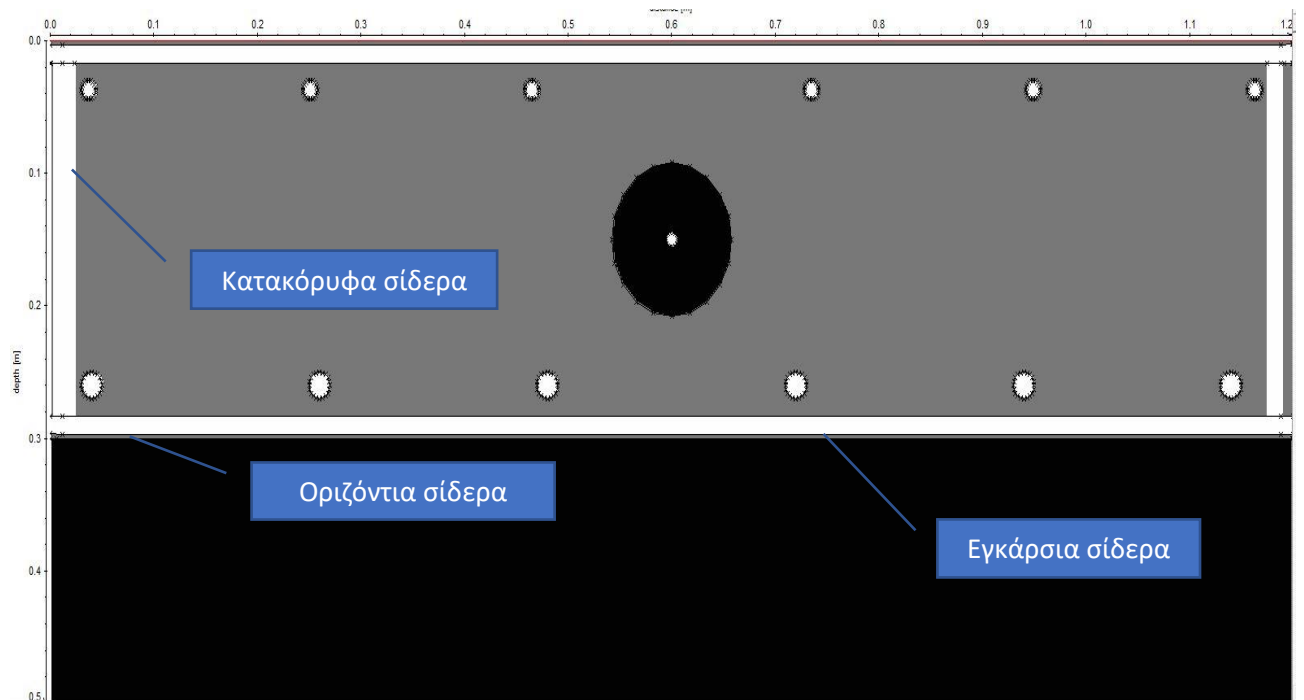 distance [m]
0.0 0.1 0.2 0.3 0.4 0.5 0.6 0.7 0.8 0.9 1.0 1.1 1.2
0.0
0.1
Κατακόρυφα σίδερα
0.2
depth [m]
0.3
Οριζόντια σίδερα
Εγκάρσια σίδερα
0.4
0.5